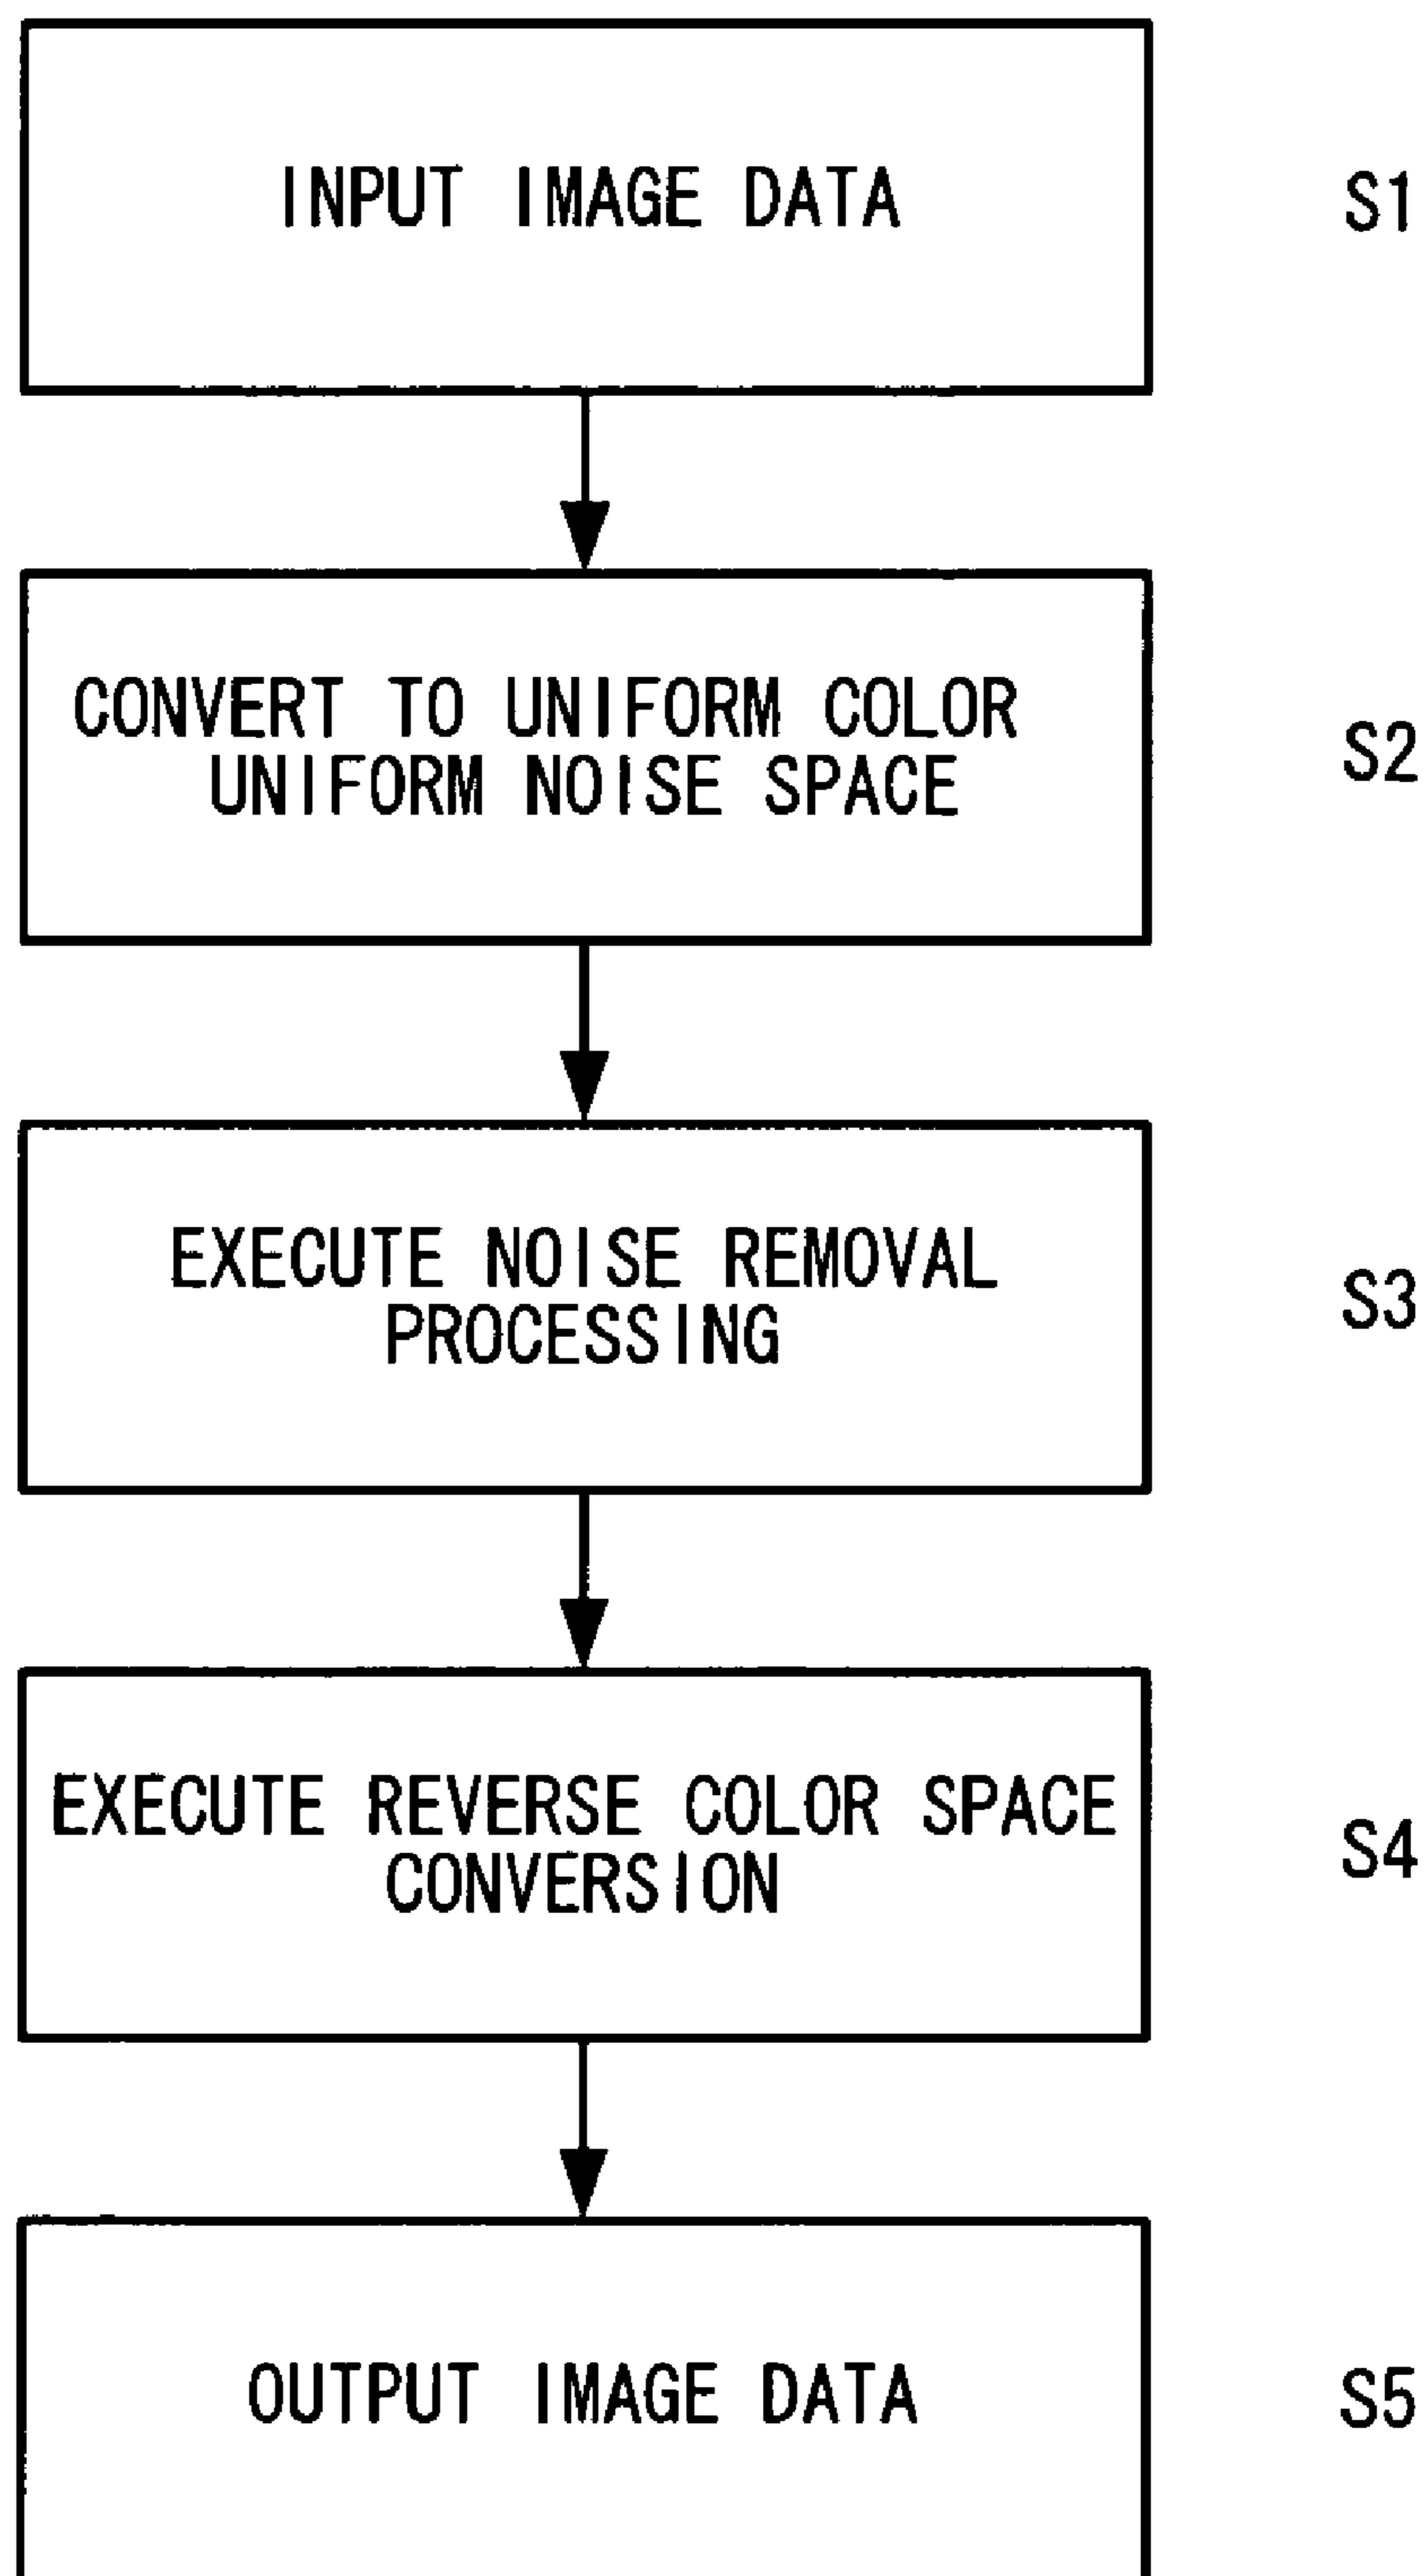 INPUT IMAGE DATA
S1
CONVERT TO UNIFORM COLOR
UNIFORM NOISE SPACE
S2
EXECUTE NOISE REMOVAL
PROCESSING
S3
EXECUTE REVERSE COLOR SPACE
CONVERSION
S4
OUTPUT IMAGE DATA
S5